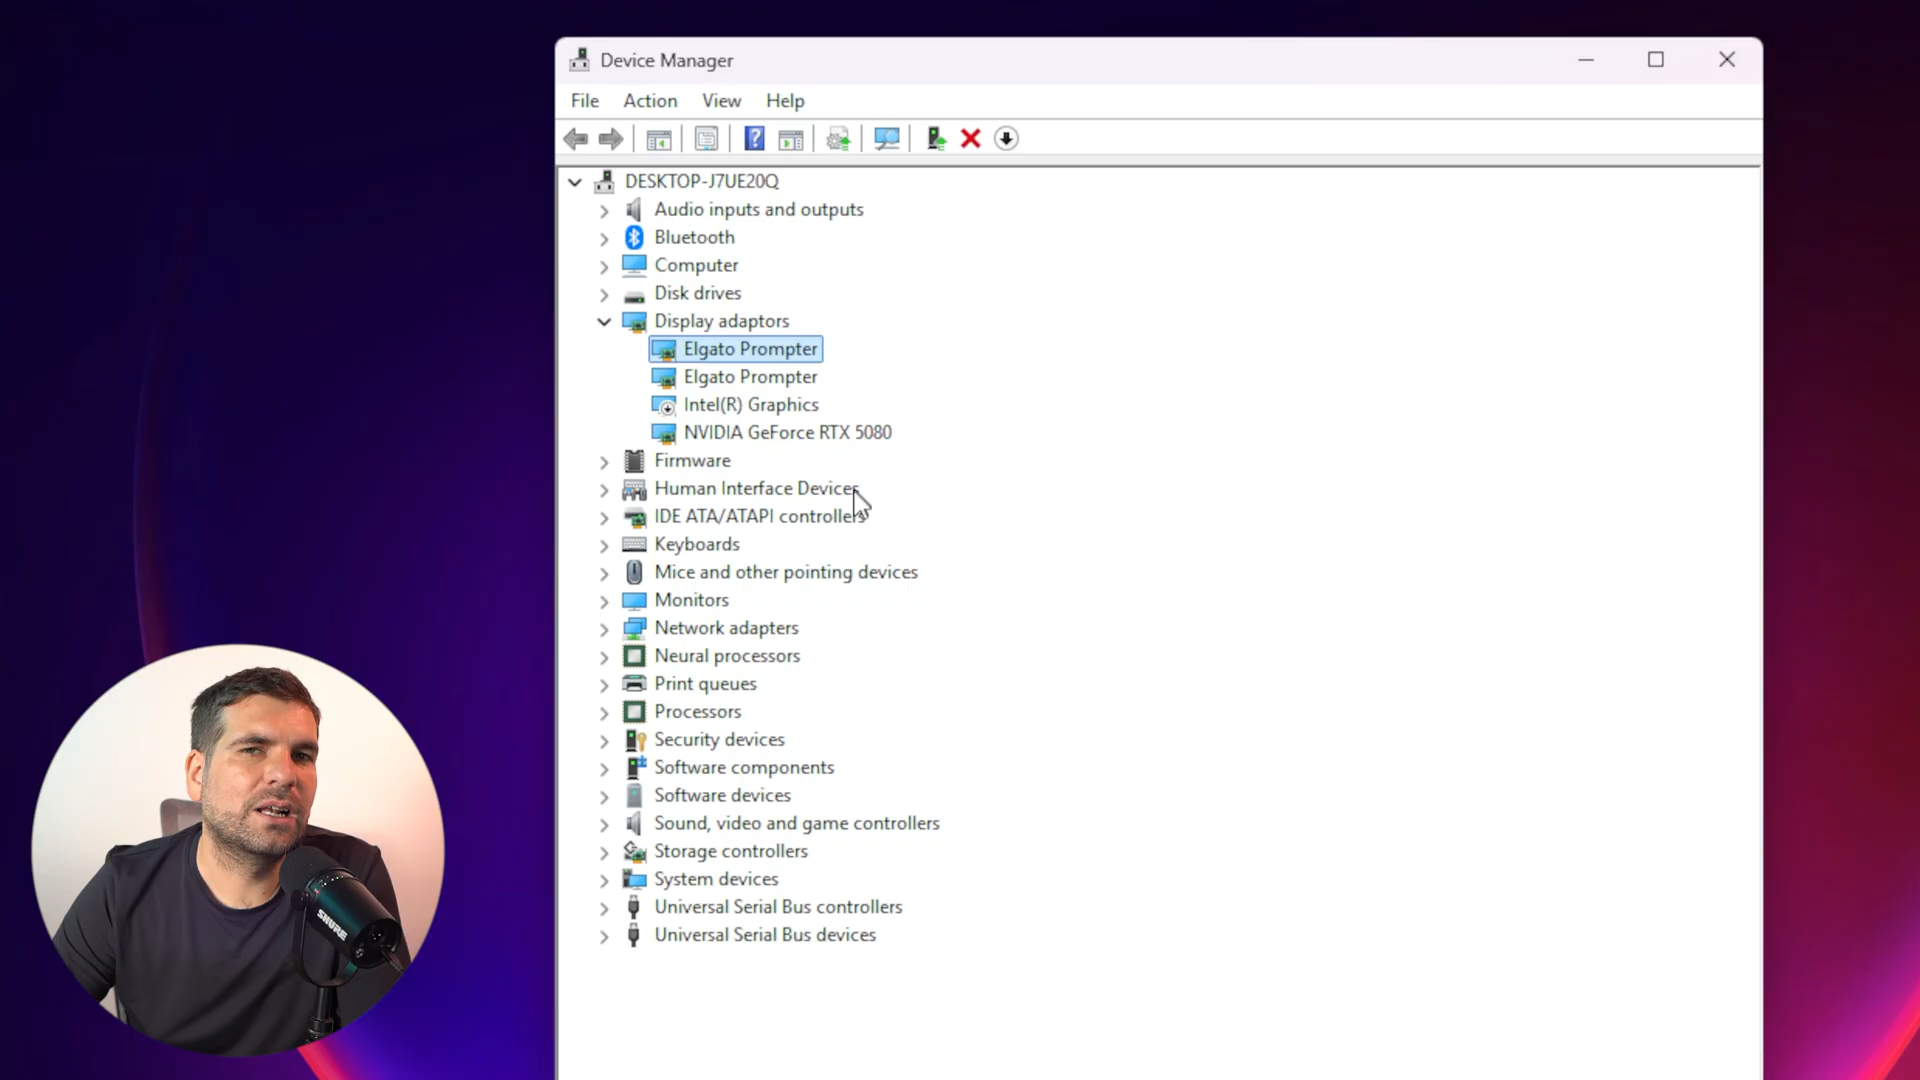 Device Manager
File Action View Help
DESKTOP-J7UE20Q
Audio inputs and outputs
Bluetooth
Computer
Disk drives
Display adaptors
Elgato Prompter
Elgato Prompter
Intel(R) Graphics
NVIDIA GeForce RTX 5080
Firmware
Human Interface Devices
IDE ATA/ATAPI controllers
Keyboards
Mice and other pointing devices
Monitors
Network adapters
Neural processors
Print queues
Processors
Security devices
Software components
Software devices
Sound, video and game controllers
Storage controllers
System devices
Universal Serial Bus controllers
Universal Serial Bus devices
SHURE